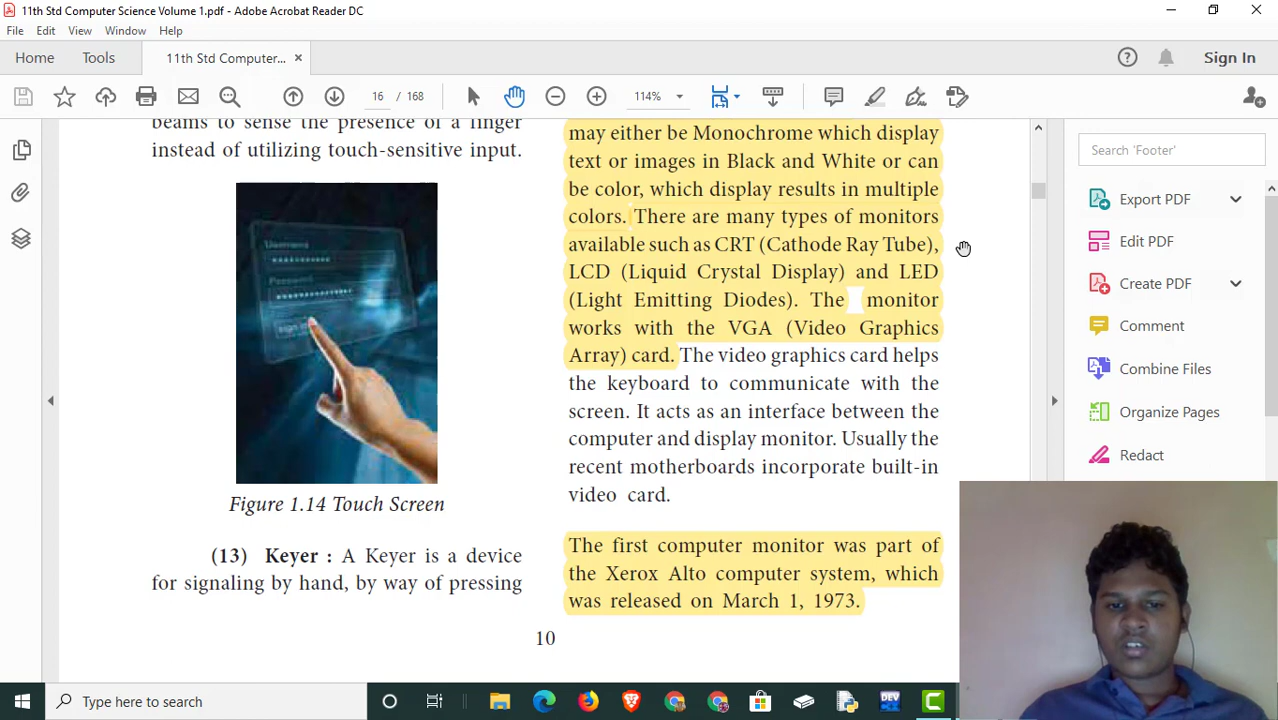 11th Std Computer Science Volume 1.pdf - Adobe Acrobat Reader DC
File Edit View Window Help
Home Tools 11th Std Computer... ×
16 / 168 114%
Sign In
beams to sense the presence of a finger
instead of utilizing touch-sensitive input.
Username
Password
Figure 1.14 Touch Screen
(13) Keyer : A Keyer is a device
for signaling by hand, by way of pressing
may either be Monochrome which display
text or images in Black and White or can
be color, which display results in multiple
colors. There are many types of monitors
available such as CRT (Cathode Ray Tube),
LCD (Liquid Crystal Display) and LED
(Light Emitting Diodes). The monitor
works with the VGA (Video Graphics
Array) card. The video graphics card helps
the keyboard to communicate with the
screen. It acts as an interface between the
computer and display monitor. Usually the
recent motherboards incorporate built-in
video card.
The first computer monitor was part of
the Xerox Alto computer system, which
was released on March 1, 1973.
10
Search 'Footer'
Export PDF
Edit PDF
Create PDF
Comment
Combine Files
Organize Pages
Redact
Type here to search
DEV